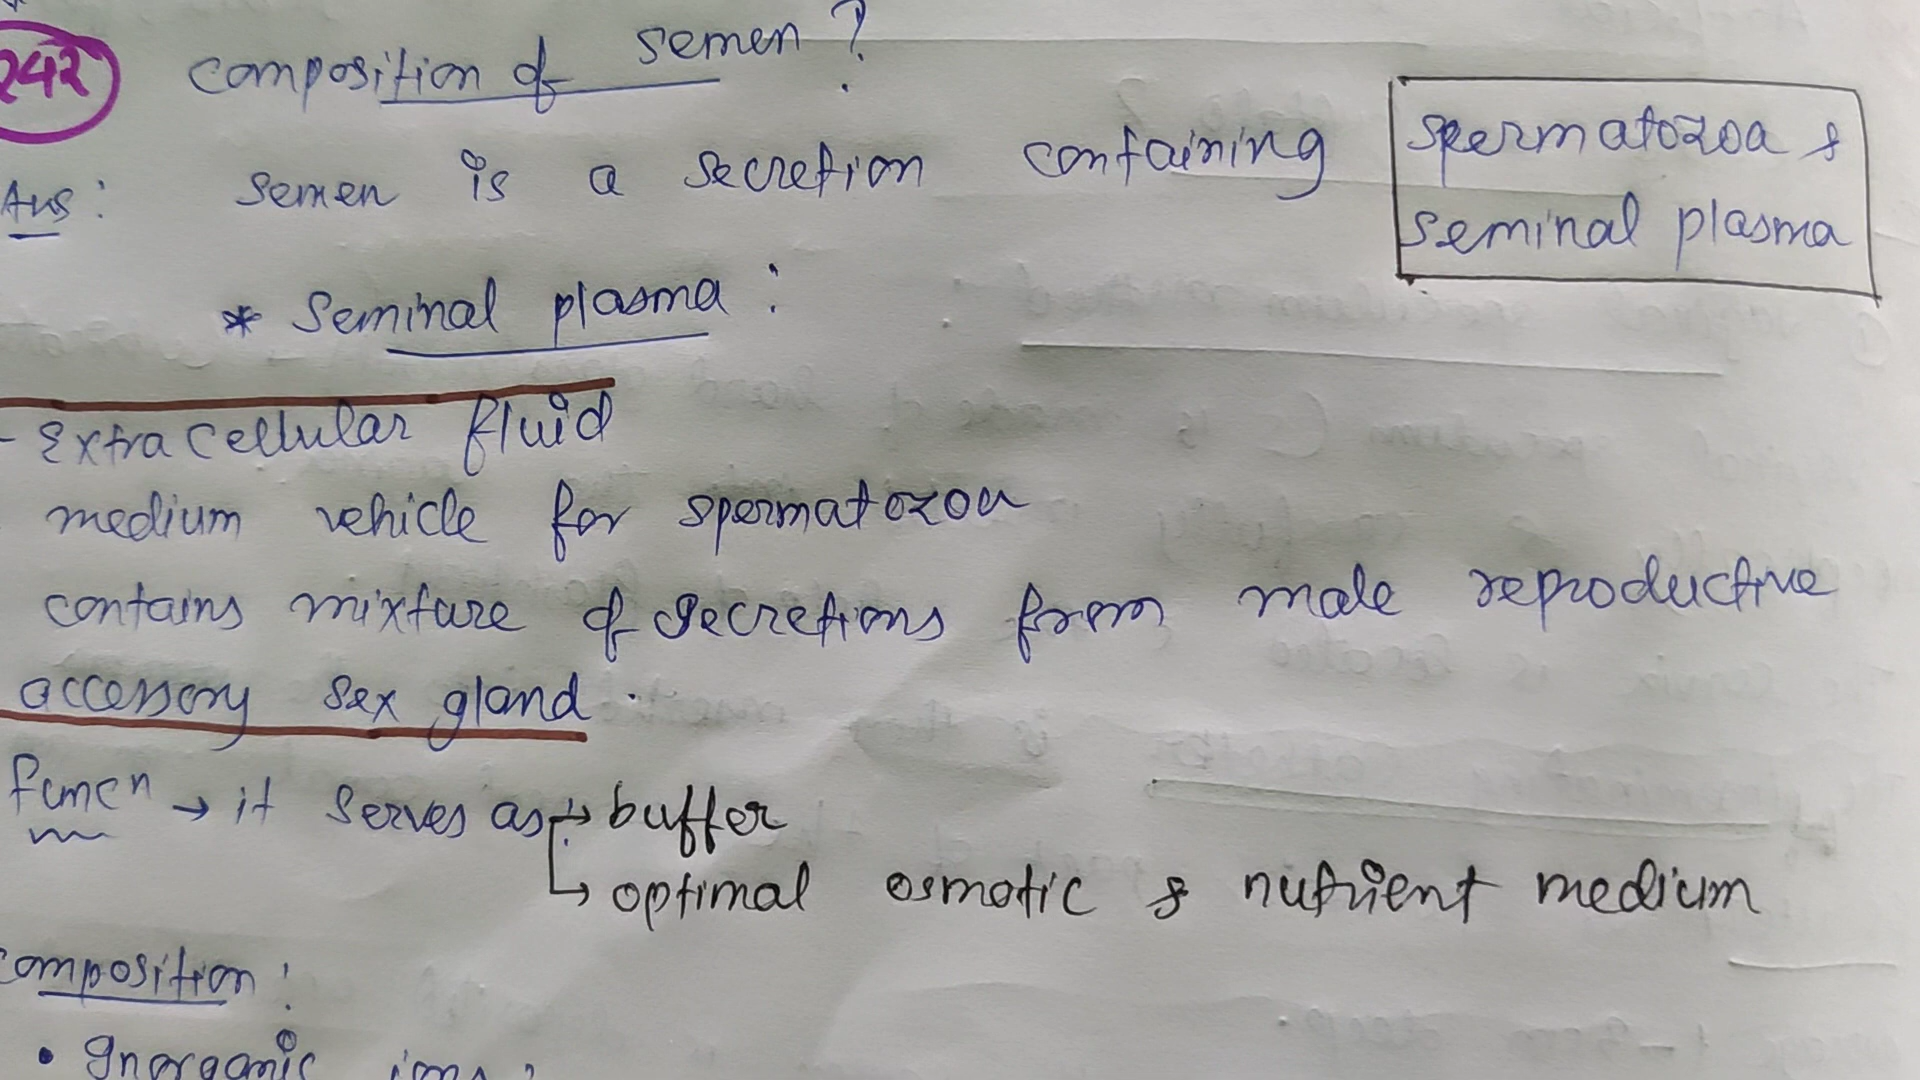 242 composition of semen ?
Ans : semen is a secretion containing spermatozoa &
seminal plasma
* Seminal plasma :
- Extracellular fluid
medium vehicle for spermatozoa
contains mixture of secretions from male reproductive
accessory sex gland .
funcⁿ → it serves as → buffer
→ optimal osmotic & nutrient medium
composition :
• Inorganic ions :